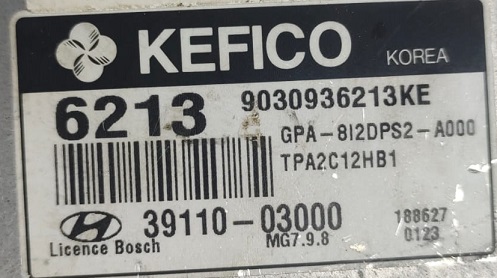 KEFICO KOREA
6213 9030936213KE
GPA-8I2DPS2-A000
TPA2C12HB1
39110-03000 188627
Licence Bosch MG7.9.8 0123